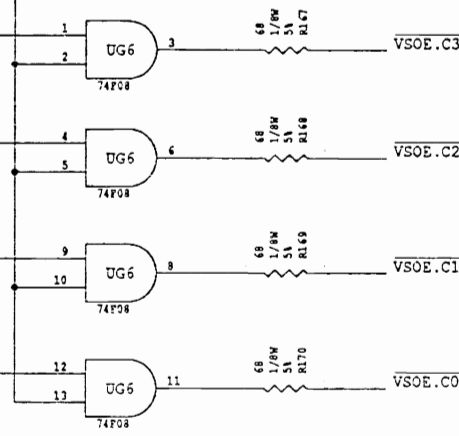 68
1/8W
5%
R167
1
2
UG6
3
74F08
VSOE.C3
68
1/8W
5%
R168
4
5
UG6
6
74F08
VSOE.C2
68
1/8W
5%
R169
9
10
UG6
8
74F08
VSOE.C1
68
1/8W
5%
R170
12
13
UG6
11
74F08
VSOE.C0